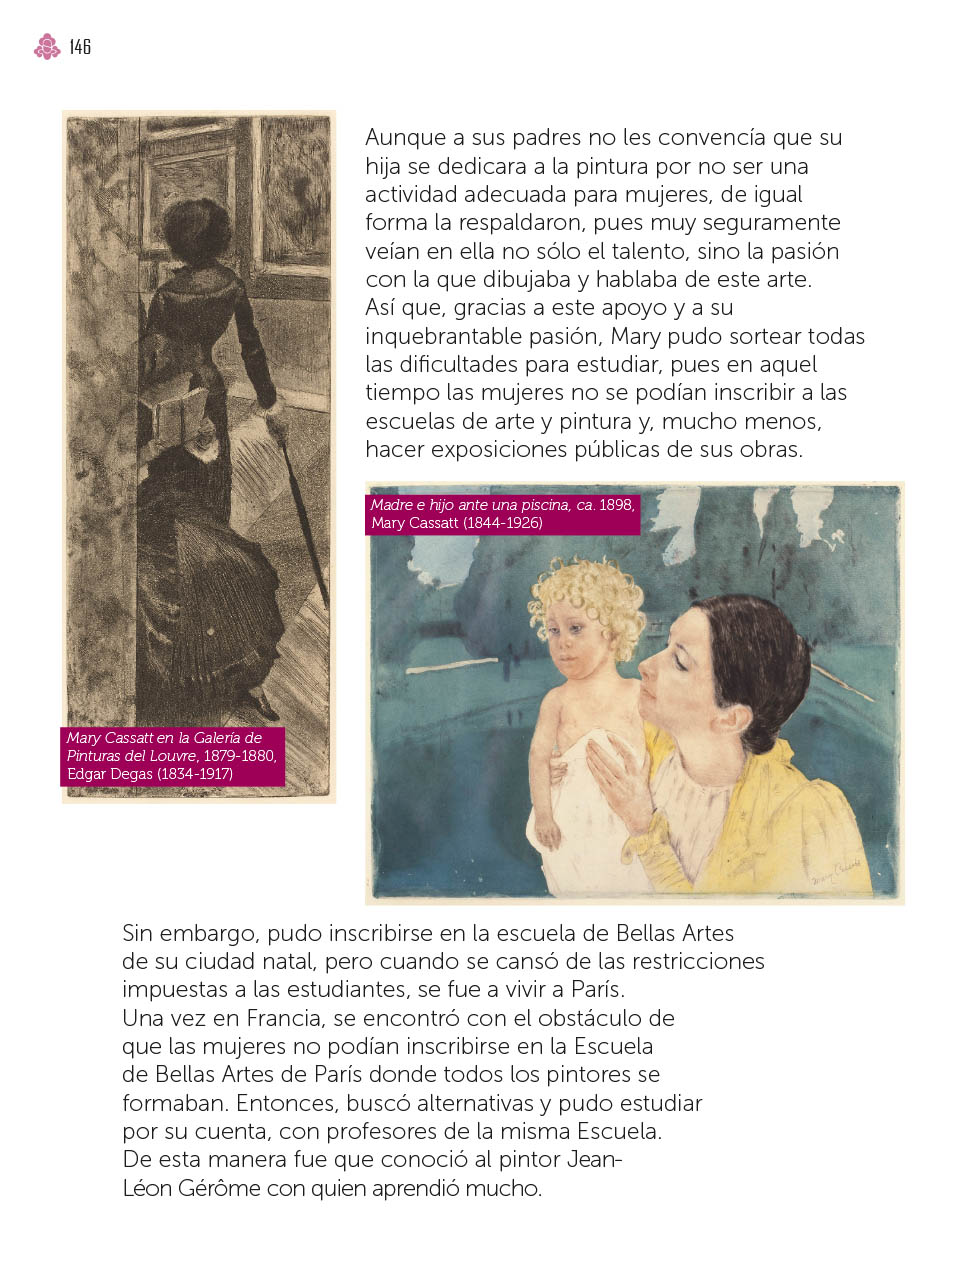 146
Aunque a sus padres no les convencía que su
hija se dedicara a la pintura por no ser una
actividad adecuada para mujeres, de igual
forma la respaldaron, pues muy seguramente
veían en ella no sólo el talento, sino la pasión
con la que dibujaba y hablaba de este arte.
Así que, gracias a este apoyo y a su
inquebrantable pasión, Mary pudo sortear todas
las dificultades para estudiar, pues en aquel
tiempo las mujeres no se podían inscribir a las
escuelas de arte y pintura y, mucho menos,
hacer exposiciones públicas de sus obras.
Madre e hijo ante una piscina, ca. 1898,
Mary Cassatt (1844-1926)
Mary Cassatt
Mary Cassatt en la Galería de
Pinturas del Louvre, 1879-1880,
Edgar Degas (1834-1917)
Sin embargo, pudo inscribirse en la escuela de Bellas Artes
de su ciudad natal, pero cuando se cansó de las restricciones
impuestas a las estudiantes, se fue a vivir a París.
Una vez en Francia, se encontró con el obstáculo de
que las mujeres no podían inscribirse en la Escuela
de Bellas Artes de París donde todos los pintores se
formaban. Entonces, buscó alternativas y pudo estudiar
por su cuenta, con profesores de la misma Escuela.
De esta manera fue que conoció al pintor Jean-
Léon Gérôme con quien aprendió mucho.